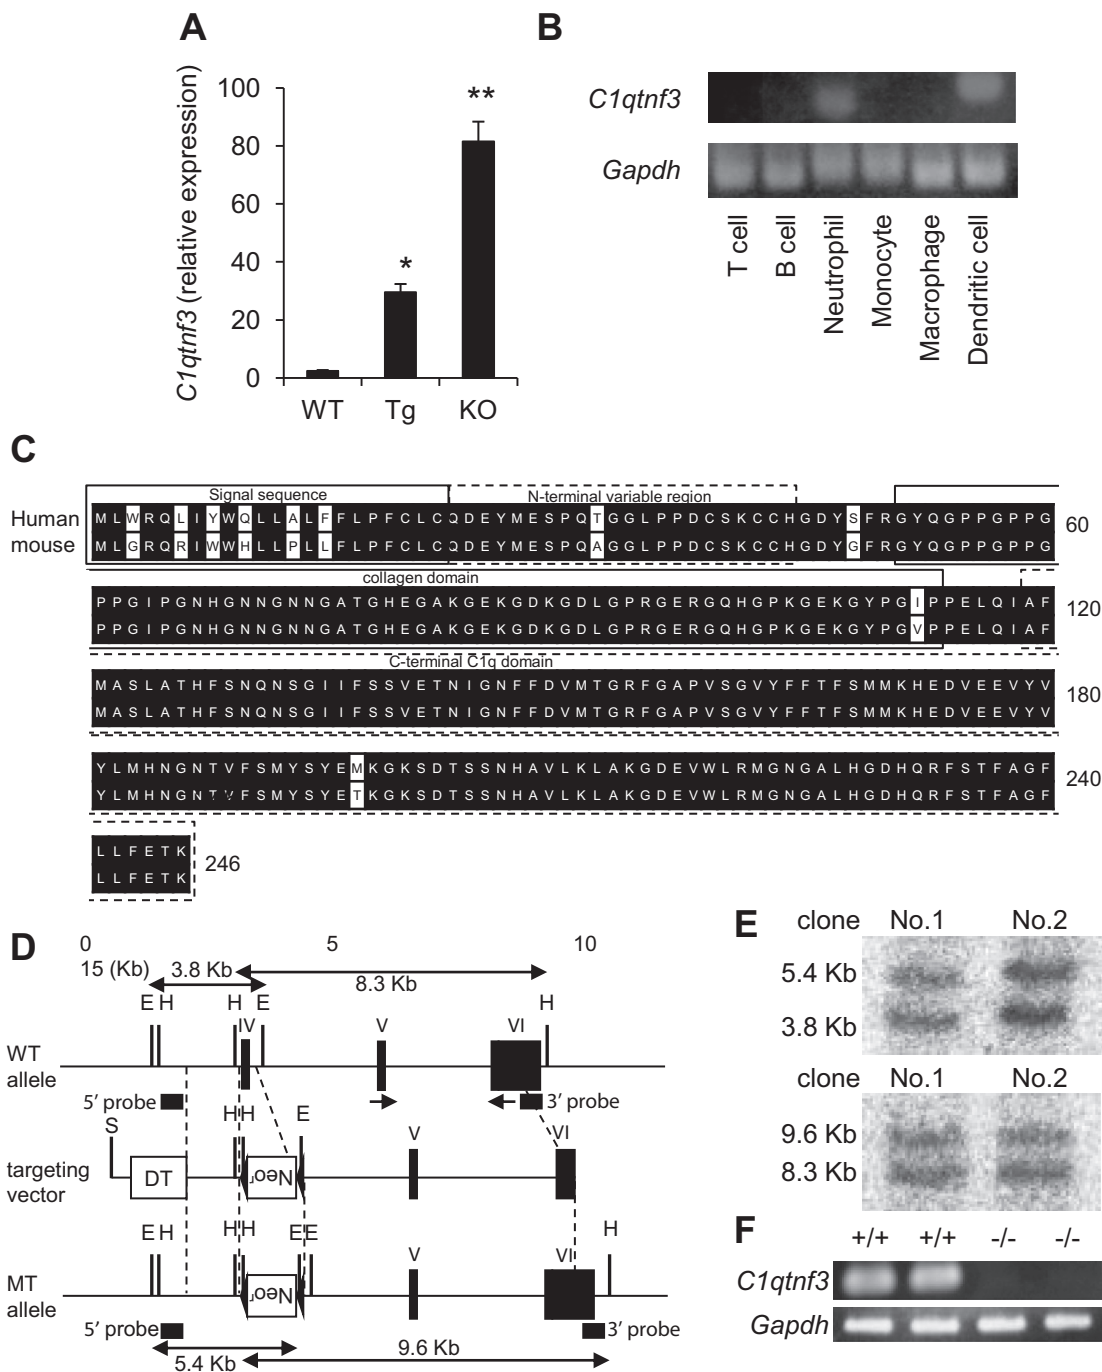 A
C1qtnf3 (relative expression)
100
80
60
40
20
0
*
**
WT Tg KO
B
C1qtnf3
Gapdh
T cell
B cell
Neutrophil
Monocyte
Macrophage
Dendritic cell
C
Signal sequence
N-terminal variable region
Human M L W R Q L I Y W Q L L A L F F L P F C L C Q D E Y M E S P Q T G G L P P D C S K C C H G D Y S F R G Y Q G P P G P P G 60
mouse M L G R Q R I W W H L L P L L F L P F C L C Q D E Y M E S P Q A G G L P P D C S K C C H G D Y G F R G Y Q G P P G P P G
collagen domain
P P G I P G N H G N N G N N G A T G H E G A K G E K G D K G D L G P R G E R G Q H G P K G E K G Y P G I P P E L Q I A F 120
P P G I P G N H G N N G N N G A T G H E G A K G E K G D K G D L G P R G E R G Q H G P K G E K G Y P G V P P E L Q I A F
C-terminal C1q domain
M A S L A T H F S N Q N S G I I F S S V E T N I G N F F D V M T G R F G A P V S G V Y F F T F S M M K H E D V E E V Y V 180
M A S L A T H F S N Q N S G I I F S S V E T N I G N F F D V M T G R F G A P V S G V Y F F T F S M M K H E D V E E V Y V
Y L M H N G N T V F S M Y S Y E M K G K S D T S S N H A V L K L A K G D E V W L R M G N G A L H G D H Q R F S T F A G F 240
Y L M H N G N T V F S M Y S Y E T K G K S D T S S N H A V L K L A K G D E V W L R M G N G A L H G D H Q R F S T F A G F
L L F E T K 246
L L F E T K
D
0 5 10
15 (Kb)
3.8 Kb
8.3 Kb
E H H E H
IV V VI
WT
allele
5' probe
3' probe
S H H E
V VI
targeting
vector
DT
Neoʳ
E H H H E E H
V VI
MT
allele
Neoʳ
5' probe
3' probe
5.4 Kb
9.6 Kb
E
clone No.1 No.2
5.4 Kb
3.8 Kb
clone No.1 No.2
9.6 Kb
8.3 Kb
F
+/+ +/+ -/- -/-
C1qtnf3
Gapdh